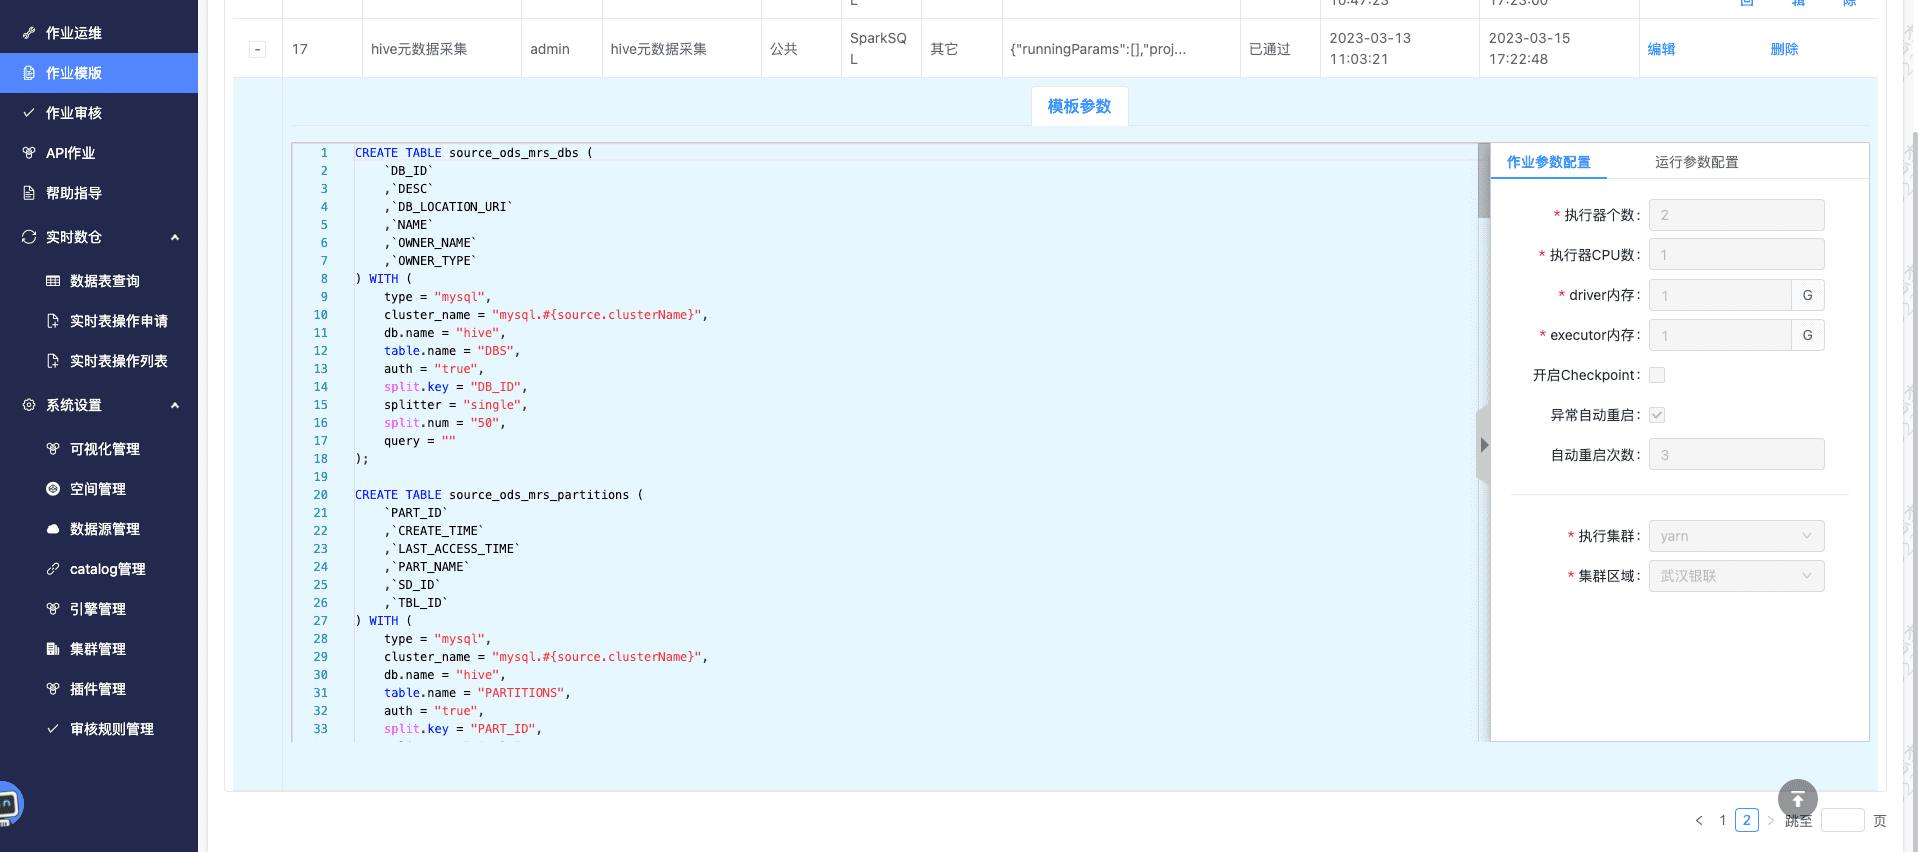 作业运维
作业模版
作业审核
API作业
帮助指导
实时数仓
数据表查询
实时表操作申请
实时表操作列表
系统设置
可视化管理
空间管理
数据源管理
catalog管理
引擎管理
集群管理
插件管理
审核规则管理
- 17 hive元数据采集 admin hive元数据采集 公共 SparkSQL 其它 {"runningParams":[],"proj... 已通过 2023-03-13 11:03:21 2023-03-15 17:22:48 编辑 删除
模板参数
1 CREATE TABLE source_ods_mrs_dbs (
2 `DB_ID`
3 ,`DESC`
4 ,`DB_LOCATION_URI`
5 ,`NAME`
6 ,`OWNER_NAME`
7 ,`OWNER_TYPE`
8 ) WITH (
9 type = "mysql",
10 cluster_name = "mysql.#{source.clusterName}",
11 db.name = "hive",
12 table.name = "DBS",
13 auth = "true",
14 split.key = "DB_ID",
15 splitter = "single",
16 split.num = "50",
17 query = ""
18 );
19
20 CREATE TABLE source_ods_mrs_partitions (
21 `PART_ID`
22 ,`CREATE_TIME`
23 ,`LAST_ACCESS_TIME`
24 ,`PART_NAME`
25 ,`SD_ID`
26 ,`TBL_ID`
27 ) WITH (
28 type = "mysql",
29 cluster_name = "mysql.#{source.clusterName}",
30 db.name = "hive",
31 table.name = "PARTITIONS",
32 auth = "true",
33 split.key = "PART_ID",
作业参数配置 运行参数配置
* 执行器个数: 2
* 执行器CPU数: 1
* driver内存: 1 G
* executor内存: 1 G
开启Checkpoint:
异常自动重启:
自动重启次数: 3
* 执行集群: yarn
* 集群区域: 武汉银联
< 1 2 > 跳至 页